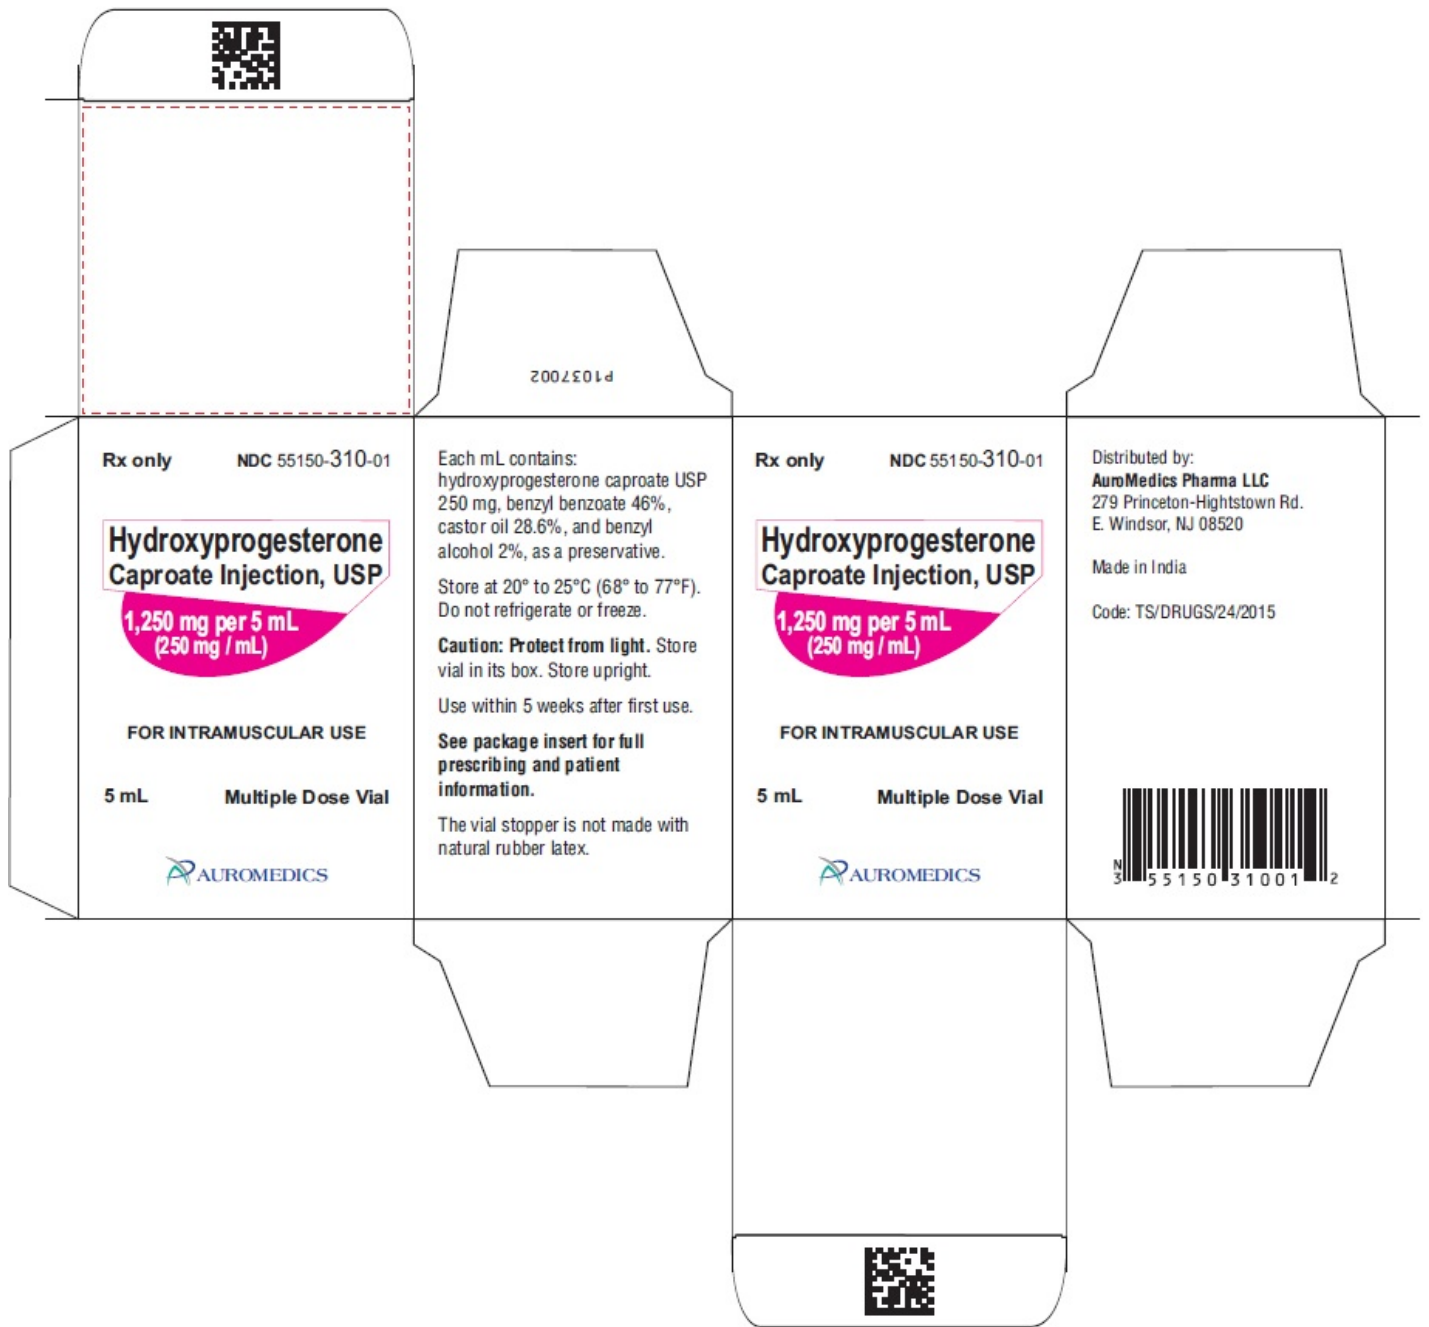 P1037002
Rx only NDC 55150-310-01
Hydroxyprogesterone
Caproate Injection, USP
1,250 mg per 5 mL
(250 mg / mL)
FOR INTRAMUSCULAR USE
5 mL Multiple Dose Vial
AUROMEDICS
Each mL contains:
hydroxyprogesterone caproate USP
250 mg, benzyl benzoate 46%,
castor oil 28.6%, and benzyl
alcohol 2%, as a preservative.
Store at 20° to 25°C (68° to 77°F).
Do not refrigerate or freeze.
Caution: Protect from light. Store
vial in its box. Store upright.
Use within 5 weeks after first use.
See package insert for full
prescribing and patient
information.
The vial stopper is not made with
natural rubber latex.
Rx only NDC 55150-310-01
Hydroxyprogesterone
Caproate Injection, USP
1,250 mg per 5 mL
(250 mg / mL)
FOR INTRAMUSCULAR USE
5 mL Multiple Dose Vial
AUROMEDICS
Distributed by:
AuroMedics Pharma LLC
279 Princeton-Hightstown Rd.
E. Windsor, NJ 08520
Made in India
Code: TS/DRUGS/24/2015
N
3 55150 31001 2